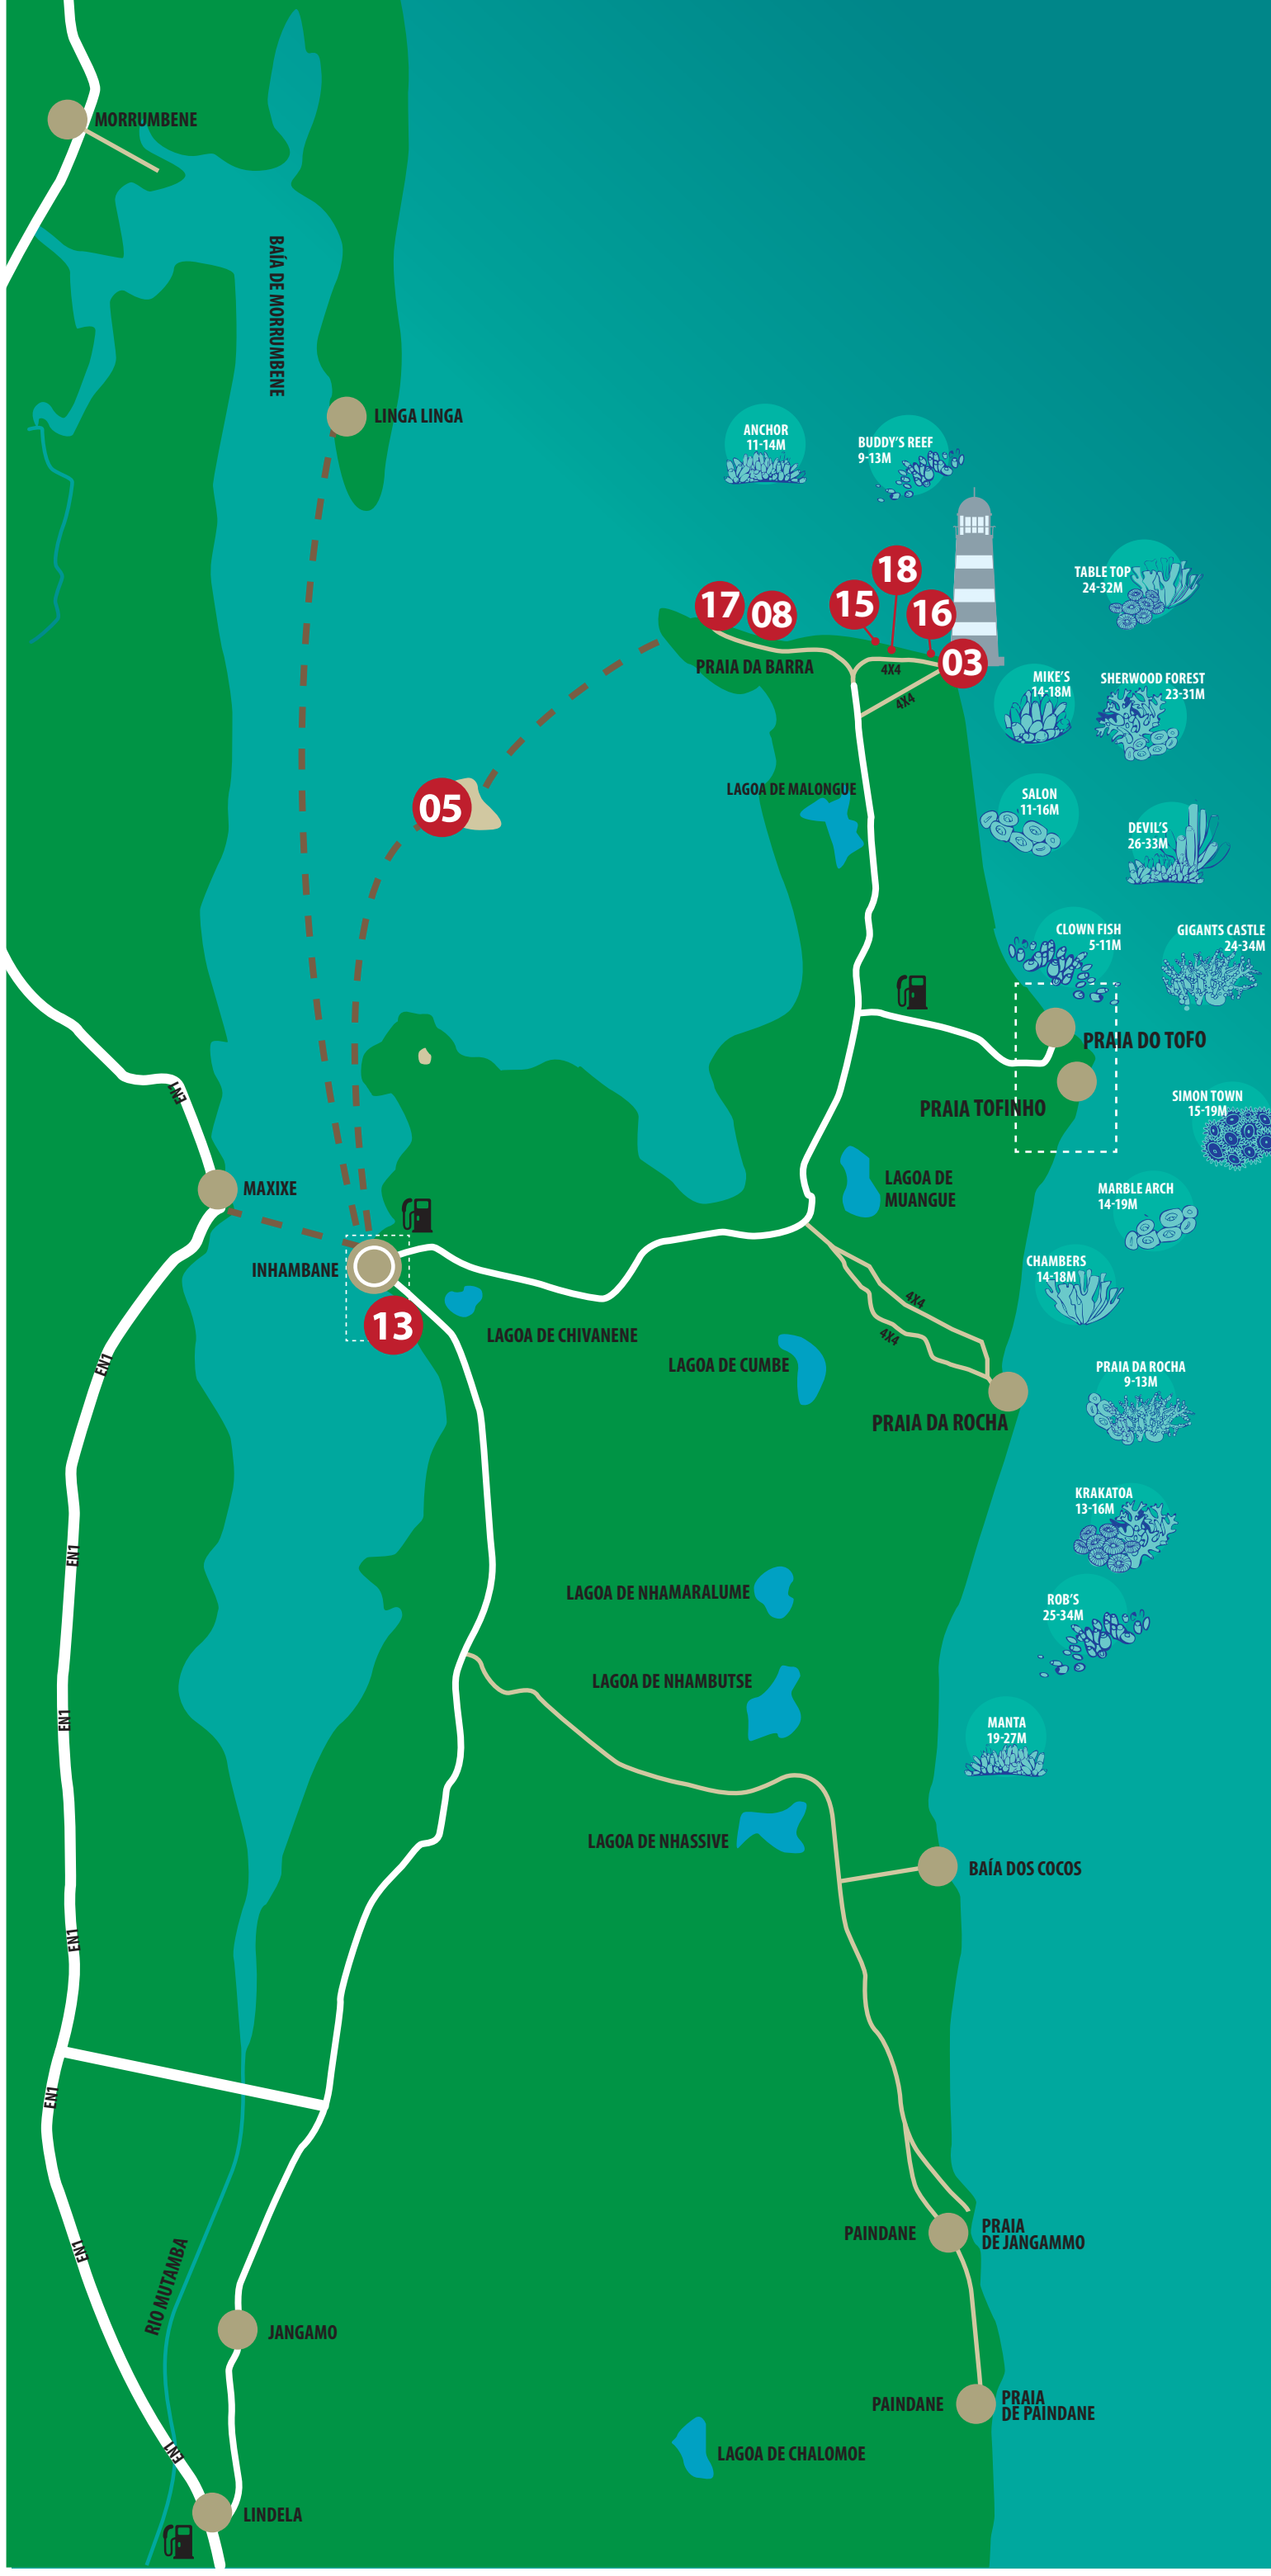 MORRUMBENE
BAÍA DE MORRUMBENE
LINGA LINGA
ANCHOR
11-14M
BUDDY'S REEF
9-13M
TABLE TOP
24-32M
17
08
15
18
16
03
PRAIA DA BARRA
4X4
4X4
MIKE'S
14-18M
SHERWOOD FOREST
23-31M
05
LAGOA DE MALONGUE
SALON
11-16M
DEVIL'S
26-33M
CLOWN FISH
5-11M
GIGANTS CASTLE
24-34M
PRAIA DO TOFO
PRAIA TOFINHO
SIMON TOWN
15-19M
EN1
MAXIXE
LAGOA DE
MUANGUE
MARBLE ARCH
14-19M
INHAMBANE
13
LAGOA DE CHIVANENE
CHAMBERS
14-18M
4X4
4X4
EN1
LAGOA DE CUMBE
PRAIA DA ROCHA
9-13M
PRAIA DA ROCHA
KRAKATOA
13-16M
EN1
LAGOA DE NHAMARALUME
ROB'S
25-34M
LAGOA DE NHAMBUTSE
EN1
MANTA
19-27M
LAGOA DE NHASSIVE
BAÍA DOS COCOS
EN1
EN1
PAINDANE
PRAIA
DE JANGAMMO
EN1
RIO MUTAMBA
JANGAMO
PAINDANE
PRAIA
DE PAINDANE
EN1
LAGOA DE CHALOMOE
LINDELA